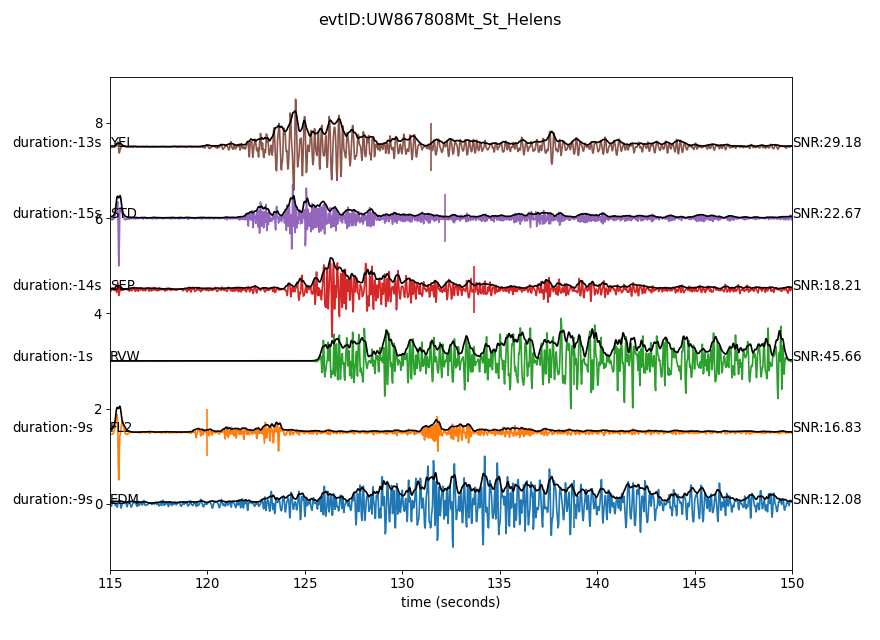 evtID:UW867808Mt_St_Helens
8
duration:-13s YEL SNR:29.18
duration:-15s STD SNR:22.67
6
duration:-14s SEP SNR:18.21
4
duration:-1s RVW SNR:45.66
2
duration:-9s FL2 SNR:16.83
duration:-9s EDM SNR:12.08
0
115 120 125 130 135 140 145 150
time (seconds)